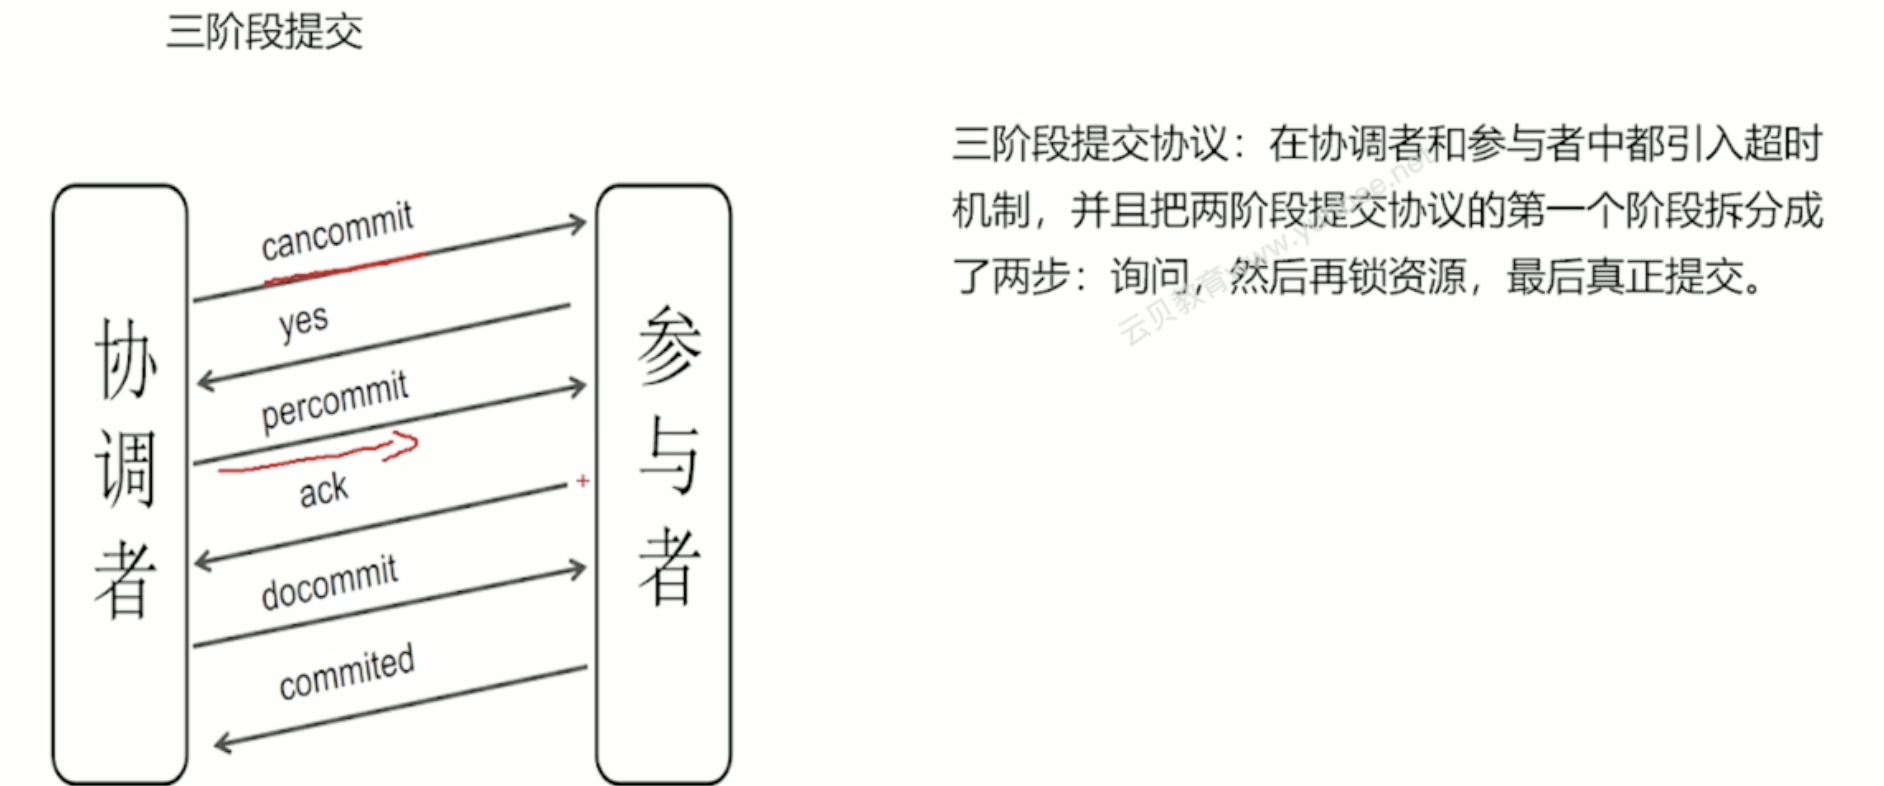 三阶段提交
三阶段提交协议：在协调者和参与者中都引入超时
机制，并且把两阶段提交协议的第一个阶段拆分成
了两步：询问，然后再锁资源，最后真正提交。
云贝教育www.yunbee.net
协调者
参与者
cancommit
yes
percommit
ack
docommit
commited